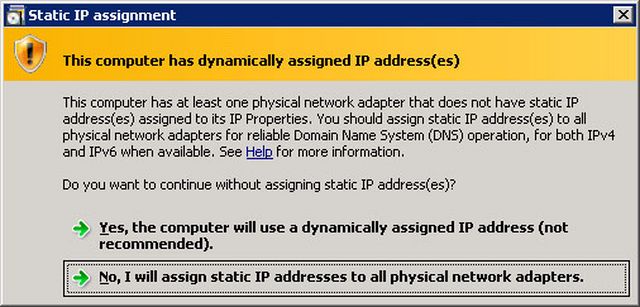 Static IP assignment
This computer has dynamically assigned IP address(es)
This computer has at least one physical network adapter that does not have static IP
address(es) assigned to its IP Properties. You should assign static IP address(es) to all
physical network adapters for reliable Domain Name System (DNS) operation, for both IPv4
and IPv6 when available. See Help for more information.
Do you want to continue without assigning static IP address(es)?
Yes, the computer will use a dynamically assigned IP address (not
recommended).
No, I will assign static IP addresses to all physical network adapters.